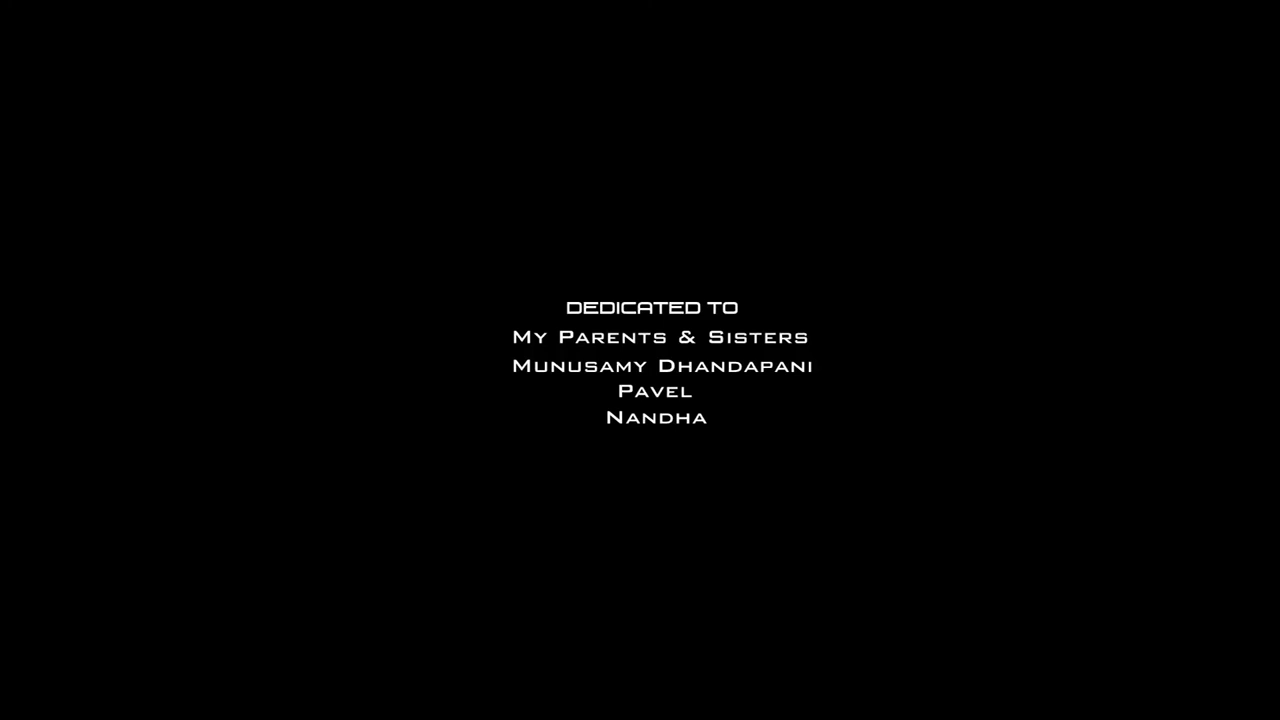 DEDICATED TO
My Parents & Sisters
Munusamy Dhandapani
Pavel
Nandha